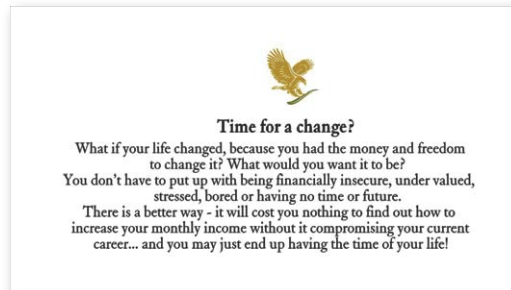 Time for a change?
What if your life changed, because you had the money and freedom
to change it? What would you want it to be?
You don't have to put up with being financially insecure, under valued,
stressed, bored or having no time or future.
There is a better way - it will cost you nothing to find out how to
increase your monthly income without it compromising your current
career... and you may just end up having the time of your life!